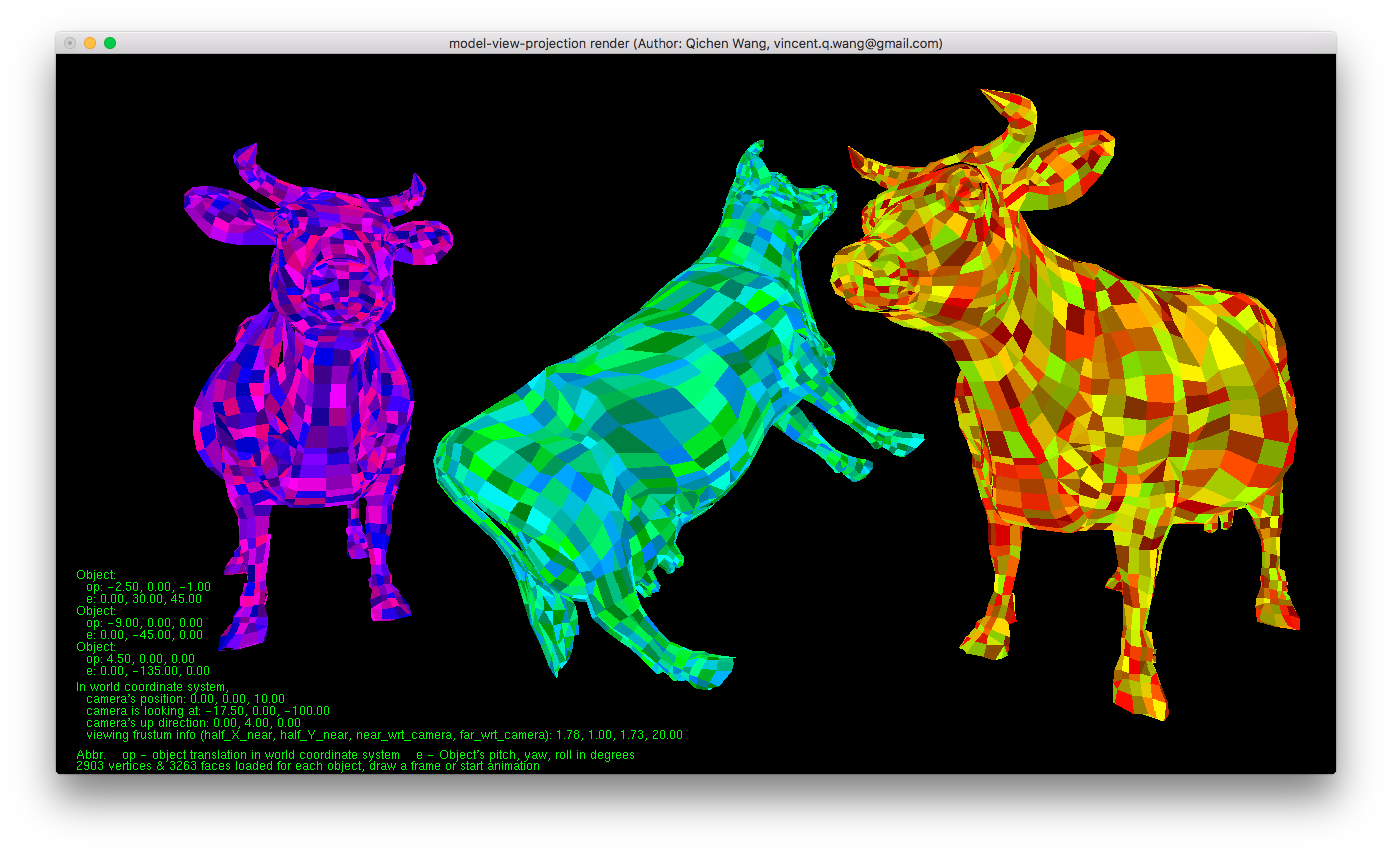 model-view-projection render (Author: Qichen Wang, vincent.q.wang@gmail.com)
Object:
op: -2.50, 0.00, -1.00
e: 0.00, 30.00, 45.00
Object:
op: -9.00, 0.00, 0.00
e: 0.00, -45.00, 0.00
Object:
op: 4.50, 0.00, 0.00
e: 0.00, -135.00, 0.00
In world coordinate system,
camera's position: 0.00, 0.00, 10.00
camera is looking at: -17.50, 0.00, -100.00
camera's up direction: 0.00, 4.00, 0.00
viewing frustum info (half_X_near, half_Y_near, near_wrt_camera, far_wrt_camera): 1.78, 1.00, 1.73, 20.00
Abbr. op - object translation in world coordinate system e - Object's pitch, yaw, roll in degrees
2903 vertices & 3263 faces loaded for each object, draw a frame or start animation